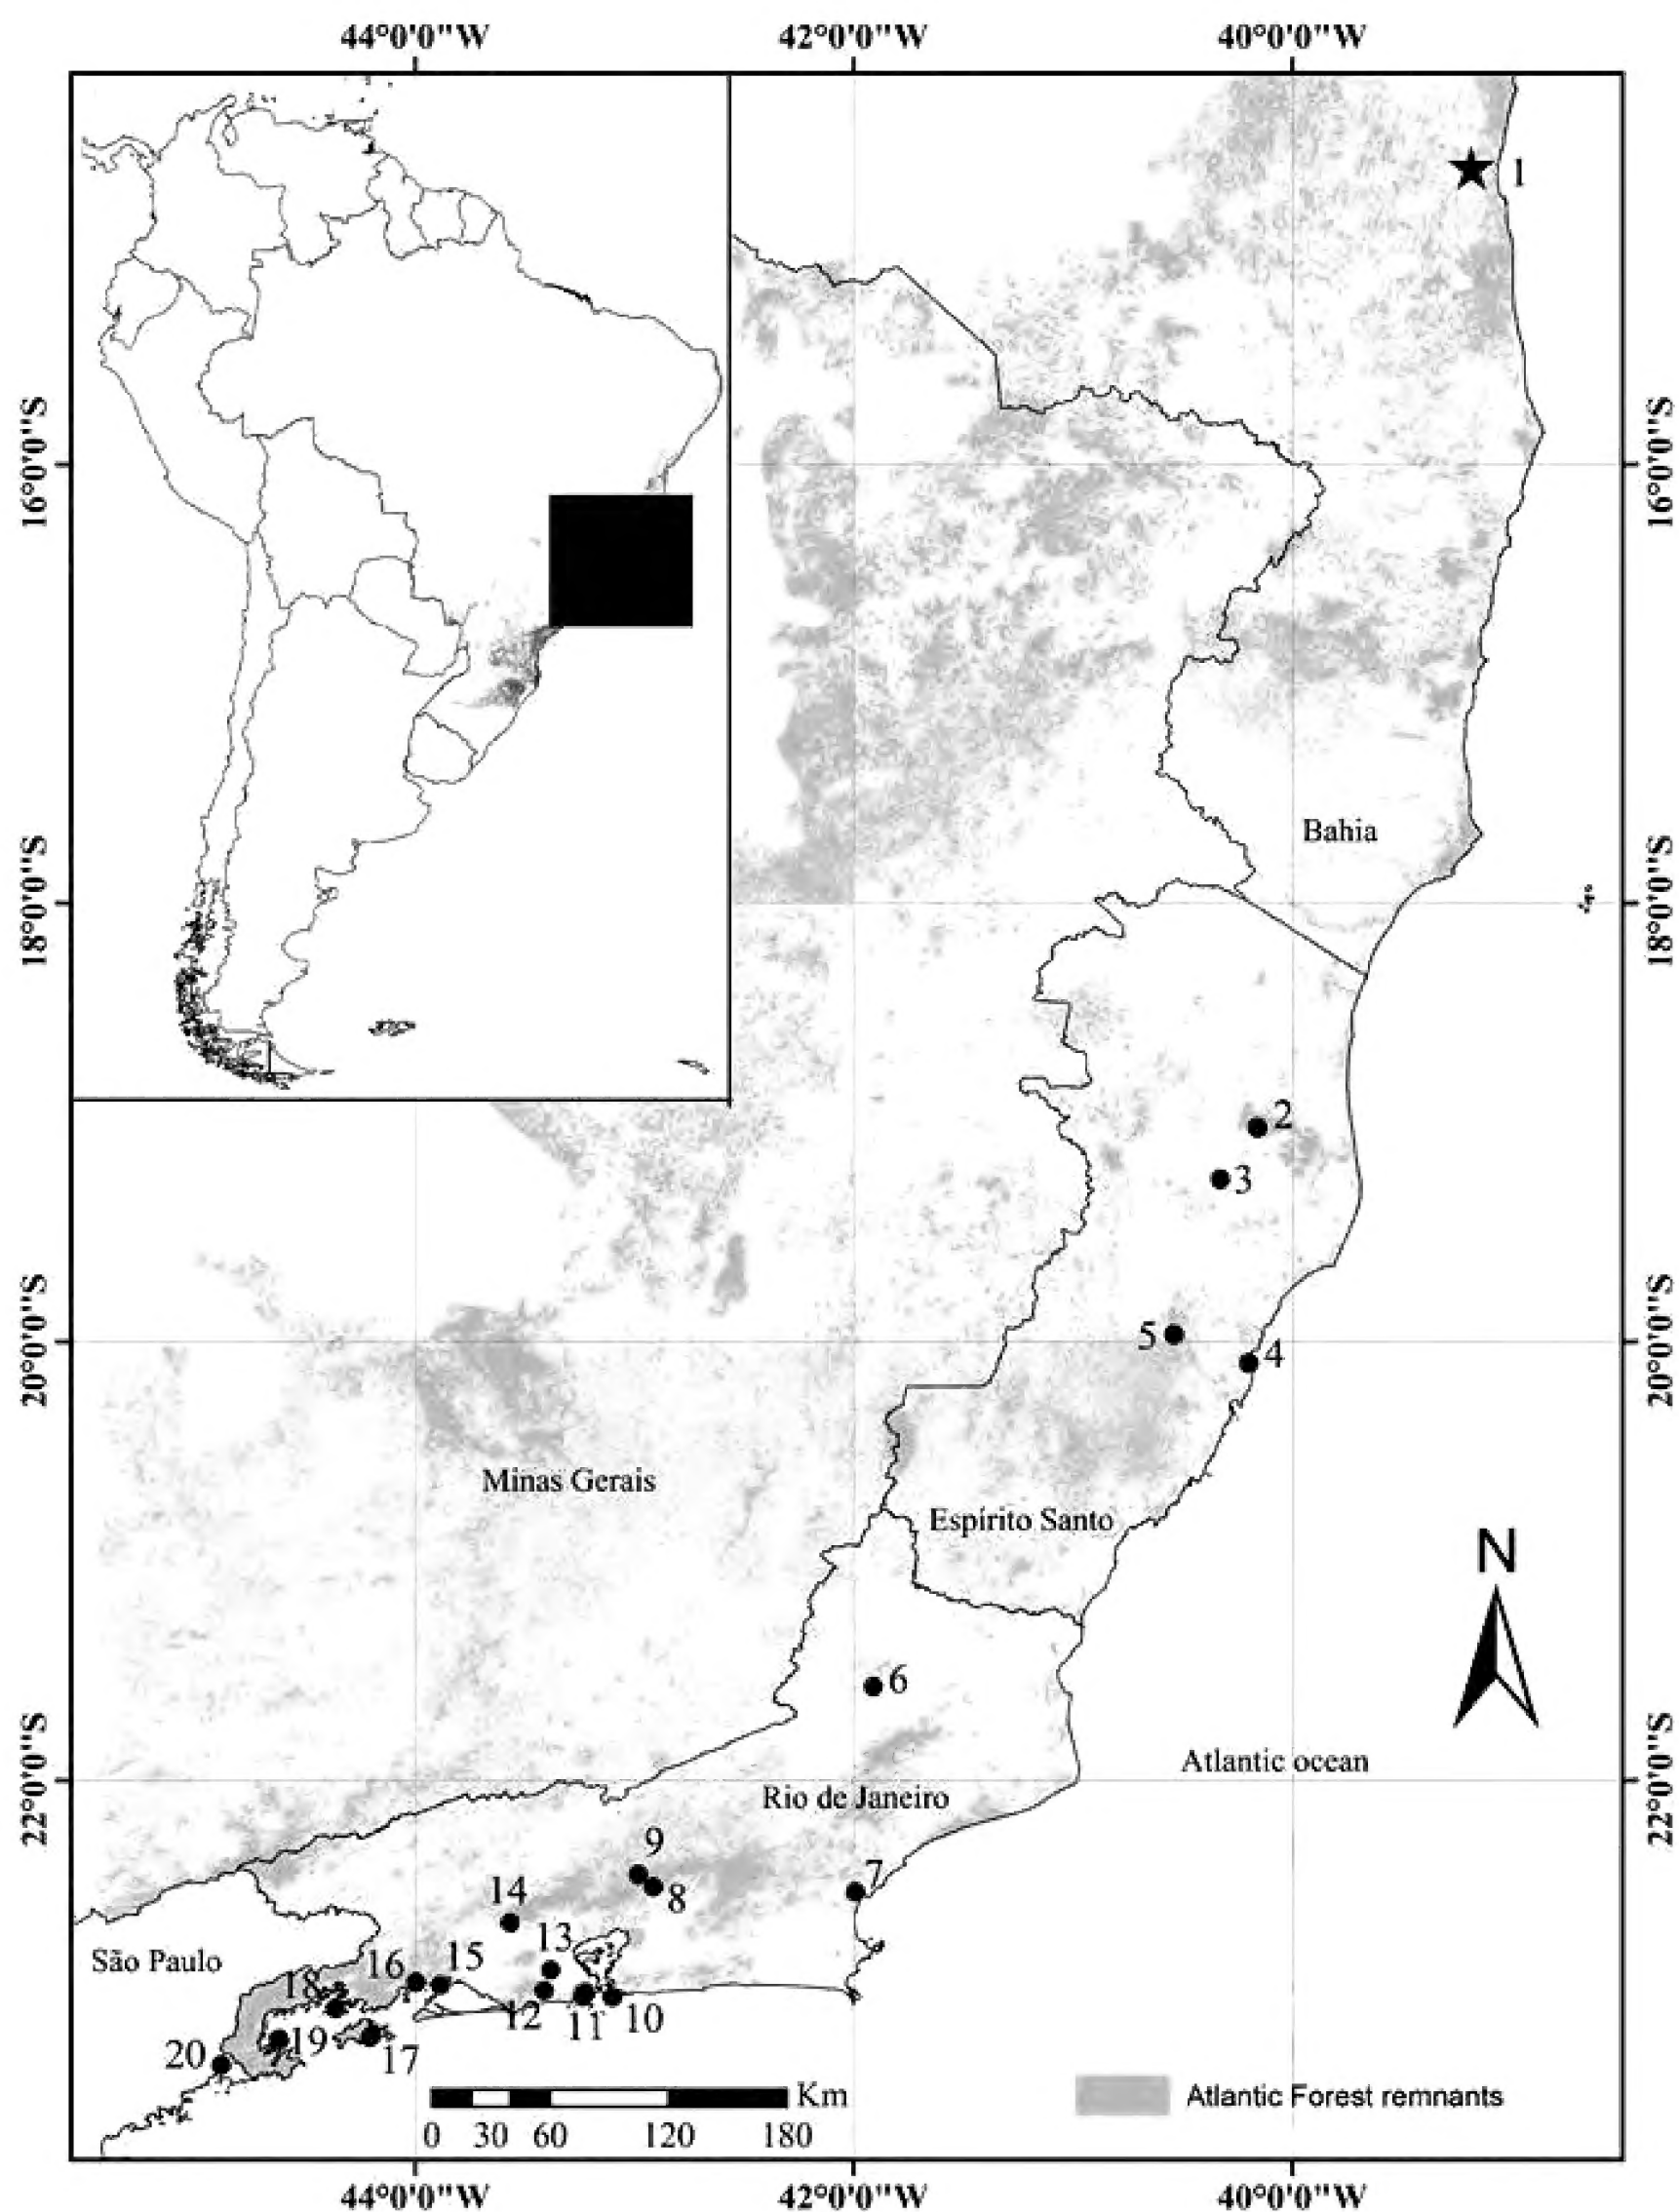 44°0'0"W 42°0'0"W 40°0'0"W
1
16°0'0"S 16°0'0"S
Bahia
18°0'0"S 18°0'0"S
2
3
20°0'0"S 5 4 20°0'0"S
Minas Gerais
Espírito Santo
N
6
Atlantic ocean
22°0'0"S 22°0'0"S
Rio de Janeiro
9
7
14 8
13
São Paulo 16 15
18
12 11 10
20 19 17
Km
Atlantic Forest remnants
0 30 60 120 180
44°0'0"W 42°0'0"W 40°0'0"W